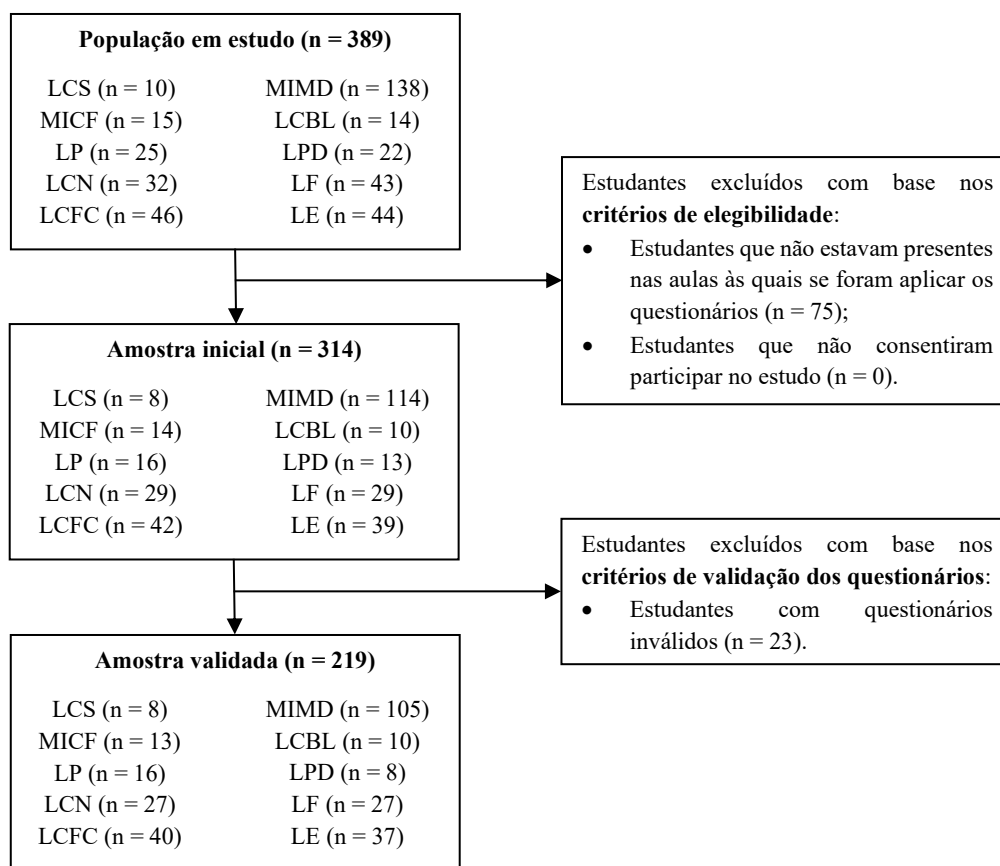 População em estudo (n = 389)
LCS (n = 10) MIMD (n = 138)
MICF (n = 15) LCBL (n = 14)
LP (n = 25) LPD (n = 22)
LCN (n = 32) LF (n = 43)
LCFC (n = 46) LE (n = 44)
Estudantes excluídos com base nos
critérios de elegibilidade:
• Estudantes que não estavam presentes
nas aulas às quais se foram aplicar os
questionários (n = 75);
• Estudantes que não consentiram
participar no estudo (n = 0).
Amostra inicial (n = 314)
LCS (n = 8) MIMD (n = 114)
MICF (n = 14) LCBL (n = 10)
LP (n = 16) LPD (n = 13)
LCN (n = 29) LF (n = 29)
LCFC (n = 42) LE (n = 39)
Estudantes excluídos com base nos
critérios de validação dos questionários:
• Estudantes com questionários
inválidos (n = 23).
Amostra validada (n = 219)
LCS (n = 8) MIMD (n = 105)
MICF (n = 13) LCBL (n = 10)
LP (n = 16) LPD (n = 8)
LCN (n = 27) LF (n = 27)
LCFC (n = 40) LE (n = 37)